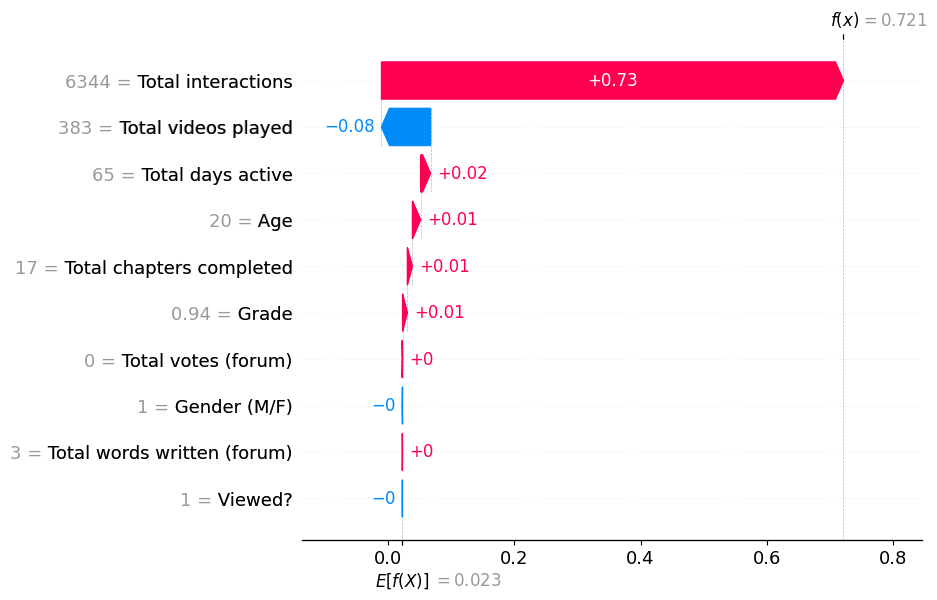 f(x) = 0.721
6344 = Total interactions
+0.73
383 = Total videos played
−0.08
65 = Total days active
+0.02
20 = Age
+0.01
17 = Total chapters completed
+0.01
0.94 = Grade
+0.01
0 = Total votes (forum)
+0
1 = Gender (M/F)
−0
3 = Total words written (forum)
+0
1 = Viewed?
−0
0.0 0.2 0.4 0.6 0.8
E[f(X)] = 0.023